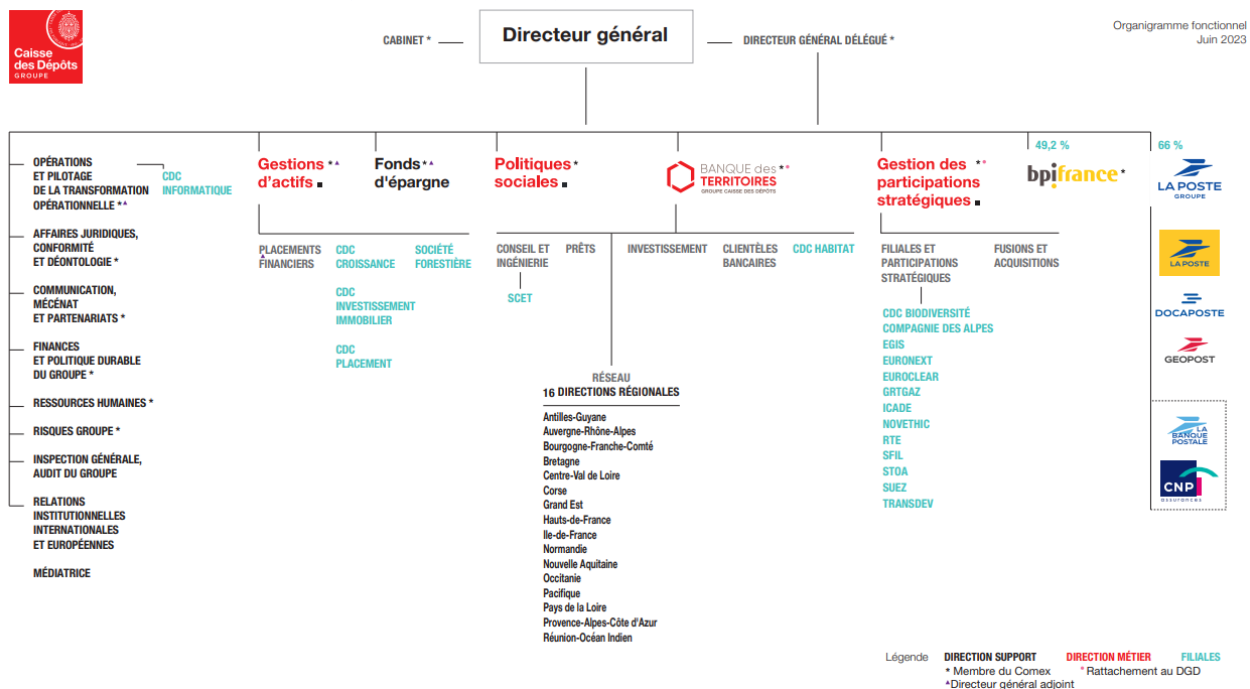 Caisse
des Dépôts
GROUPE
CABINET *
Directeur général
DIRECTEUR GÉNÉRAL DÉLÉGUÉ *
Organigramme fonctionnel
Juin 2023
OPÉRATIONS
ET PILOTAGE
DE LA TRANSFORMATION
OPÉRATIONNELLE *▲
CDC
INFORMATIQUE
AFFAIRES JURIDIQUES,
CONFORMITÉ
ET DÉONTOLOGIE *
COMMUNICATION,
MÉCÉNAT
ET PARTENARIATS *
FINANCES
ET POLITIQUE DURABLE
DU GROUPE *
RESSOURCES HUMAINES *
RISQUES GROUPE *
INSPECTION GÉNÉRALE,
AUDIT DU GROUPE
RELATIONS
INSTITUTIONNELLES
INTERNATIONALES
ET EUROPÉENNES
MÉDIATRICE
Gestions *▲
d'actifs ■
PLACEMENTS
FINANCIERS
CDC
CROISSANCE
CDC
INVESTISSEMENT
IMMOBILIER
CDC
PLACEMENT
SOCIÉTÉ
FORESTIÈRE
Fonds *▲
d'épargne
Politiques *
sociales ■
BANQUE des **
TERRITOIRES
GROUPE CAISSE DES DÉPÔTS
CONSEIL ET
INGÉNIERIE
SCET
PRÊTS
INVESTISSEMENT
CLIENTÈLES
BANCAIRES
CDC HABITAT
RÉSEAU
16 DIRECTIONS RÉGIONALES
Antilles-Guyane
Auvergne-Rhône-Alpes
Bourgogne-Franche-Comté
Bretagne
Centre-Val de Loire
Corse
Grand Est
Hauts-de-France
Ile-de-France
Normandie
Nouvelle Aquitaine
Occitanie
Pacifique
Pays de la Loire
Provence-Alpes-Côte d'Azur
Réunion-Océan Indien
Gestion des **
participations
stratégiques ■
FILIALES ET
PARTICIPATIONS
STRATÉGIQUES
CDC BIODIVERSITÉ
COMPAGNIE DES ALPES
EGIS
EURONEXT
EUROCLEAR
GRTGAZ
ICADE
NOVETHIC
RTE
SFIL
STOA
SUEZ
TRANSDEV
FUSIONS ET
ACQUISITIONS
49,2 %
bpifrance *
66 %
LA POSTE
GROUPE
LA POSTE
DOCAPOSTE
GEOPOST
LA
BANQUE
POSTALE
CNP
assurances
Légende DIRECTION SUPPORT DIRECTION MÉTIER FILIALES
* Membre du Comex * Rattachement au DGD
▲Directeur général adjoint